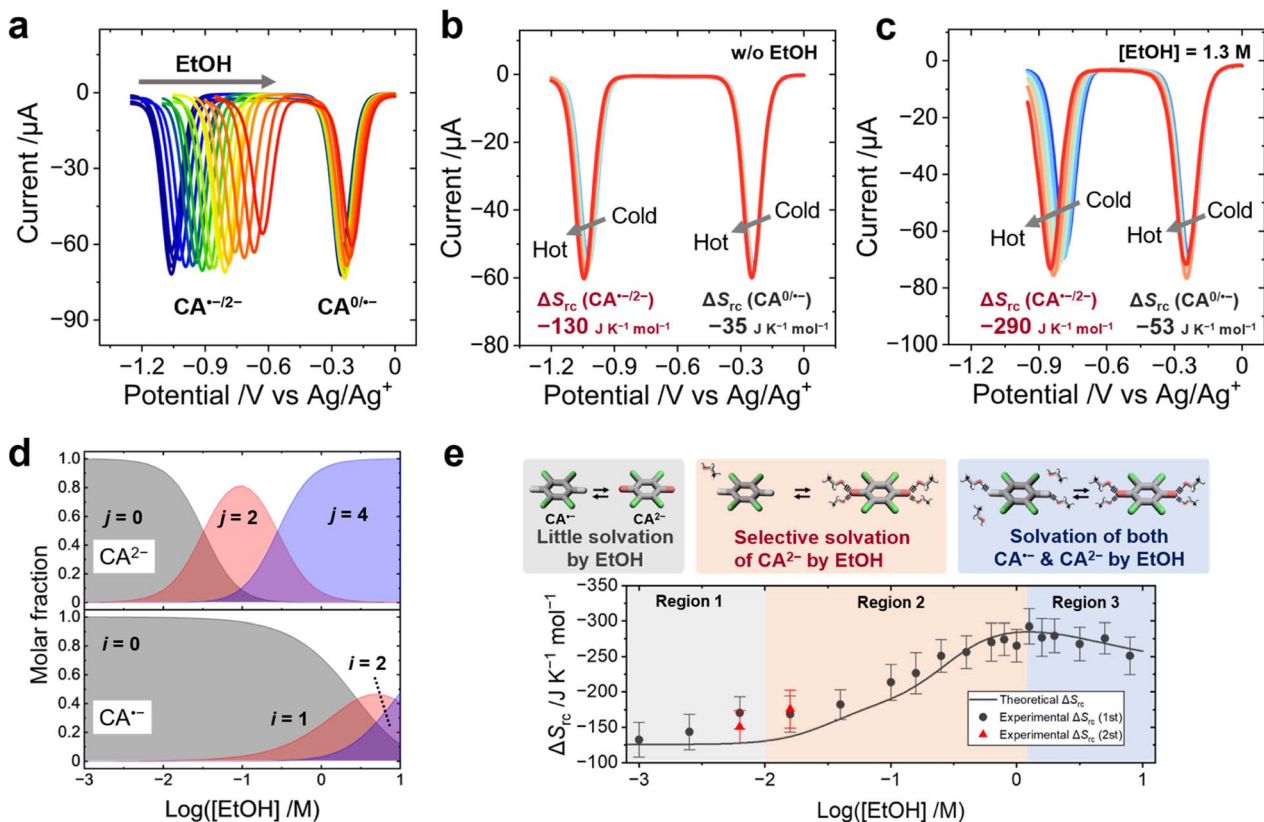 a
EtOH
0
−30
−60
−90
Current /µA
CA•−/2−
CA0/•−
−1.2 −0.9 −0.6 −0.3 0
Potential /V vs Ag/Ag+
b
w/o EtOH
0
−20
−40
−60
−80
Current /µA
Cold
Hot
Cold
Hot
ΔSrc (CA•−/2−)
−130 J K−1 mol−1
ΔSrc (CA0/•−)
−35 J K−1 mol−1
−1.2 −0.9 −0.6 −0.3 0
Potential /V vs Ag/Ag+
c
[EtOH] = 1.3 M
0
−20
−40
−60
−80
−100
Current /µA
Cold
Hot
Cold
Hot
ΔSrc (CA•−/2−)
−290 J K−1 mol−1
ΔSrc (CA0/•−)
−53 J K−1 mol−1
−1.2 −0.9 −0.6 −0.3 0
Potential /V vs Ag/Ag+
d
Molar fraction
1.0
0.8
0.6
0.4
0.2
0
j = 0
j = 2
j = 4
CA2−
1.0
0.8
0.6
0.4
0.2
0
i = 0
i = 1
i = 2
CA•−
−3 −2 −1 0 1
Log([EtOH] /M)
e
CA•− CA2−
Little solvation
by EtOH
Selective solvation
of CA2− by EtOH
Solvation of both
CA•− & CA2− by EtOH
−350
−300
−250
−200
−150
−100
ΔSrc / J K−1 mol−1
Region 1
Region 2
Region 3
Theoretical ΔSrc
Experimental ΔSrc (1st)
Experimental ΔSrc (2st)
−3 −2 −1 0 1
Log([EtOH] /M)